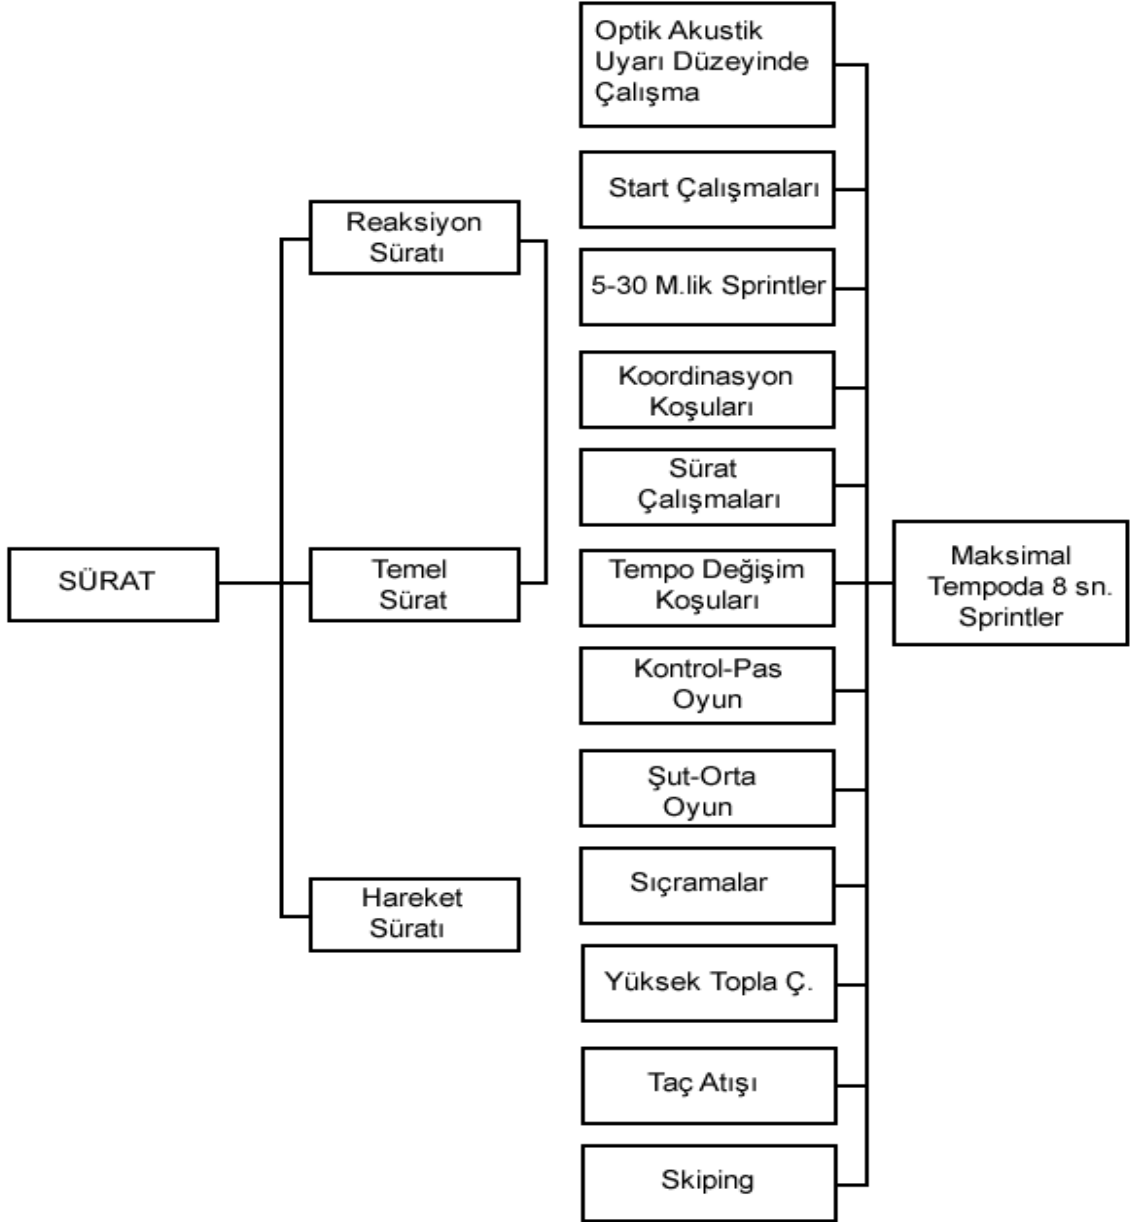 SÜRAT
Reaksiyon
Süratı
Temel
Sürat
Hareket
Süratı
Optik Akustik
Uyarı Düzeyinde
Çalışma
Start Çalışmaları
5-30 M.lik Sprintler
Koordinasyon
Koşuları
Sürat
Çalışmaları
Tempo Değişim
Koşuları
Kontrol-Pas
Oyun
Şut-Orta
Oyun
Sıçramalar
Yüksek Topla Ç.
Taç Atışı
Skiping
Maksimal
Tempoda 8 sn.
Sprintler